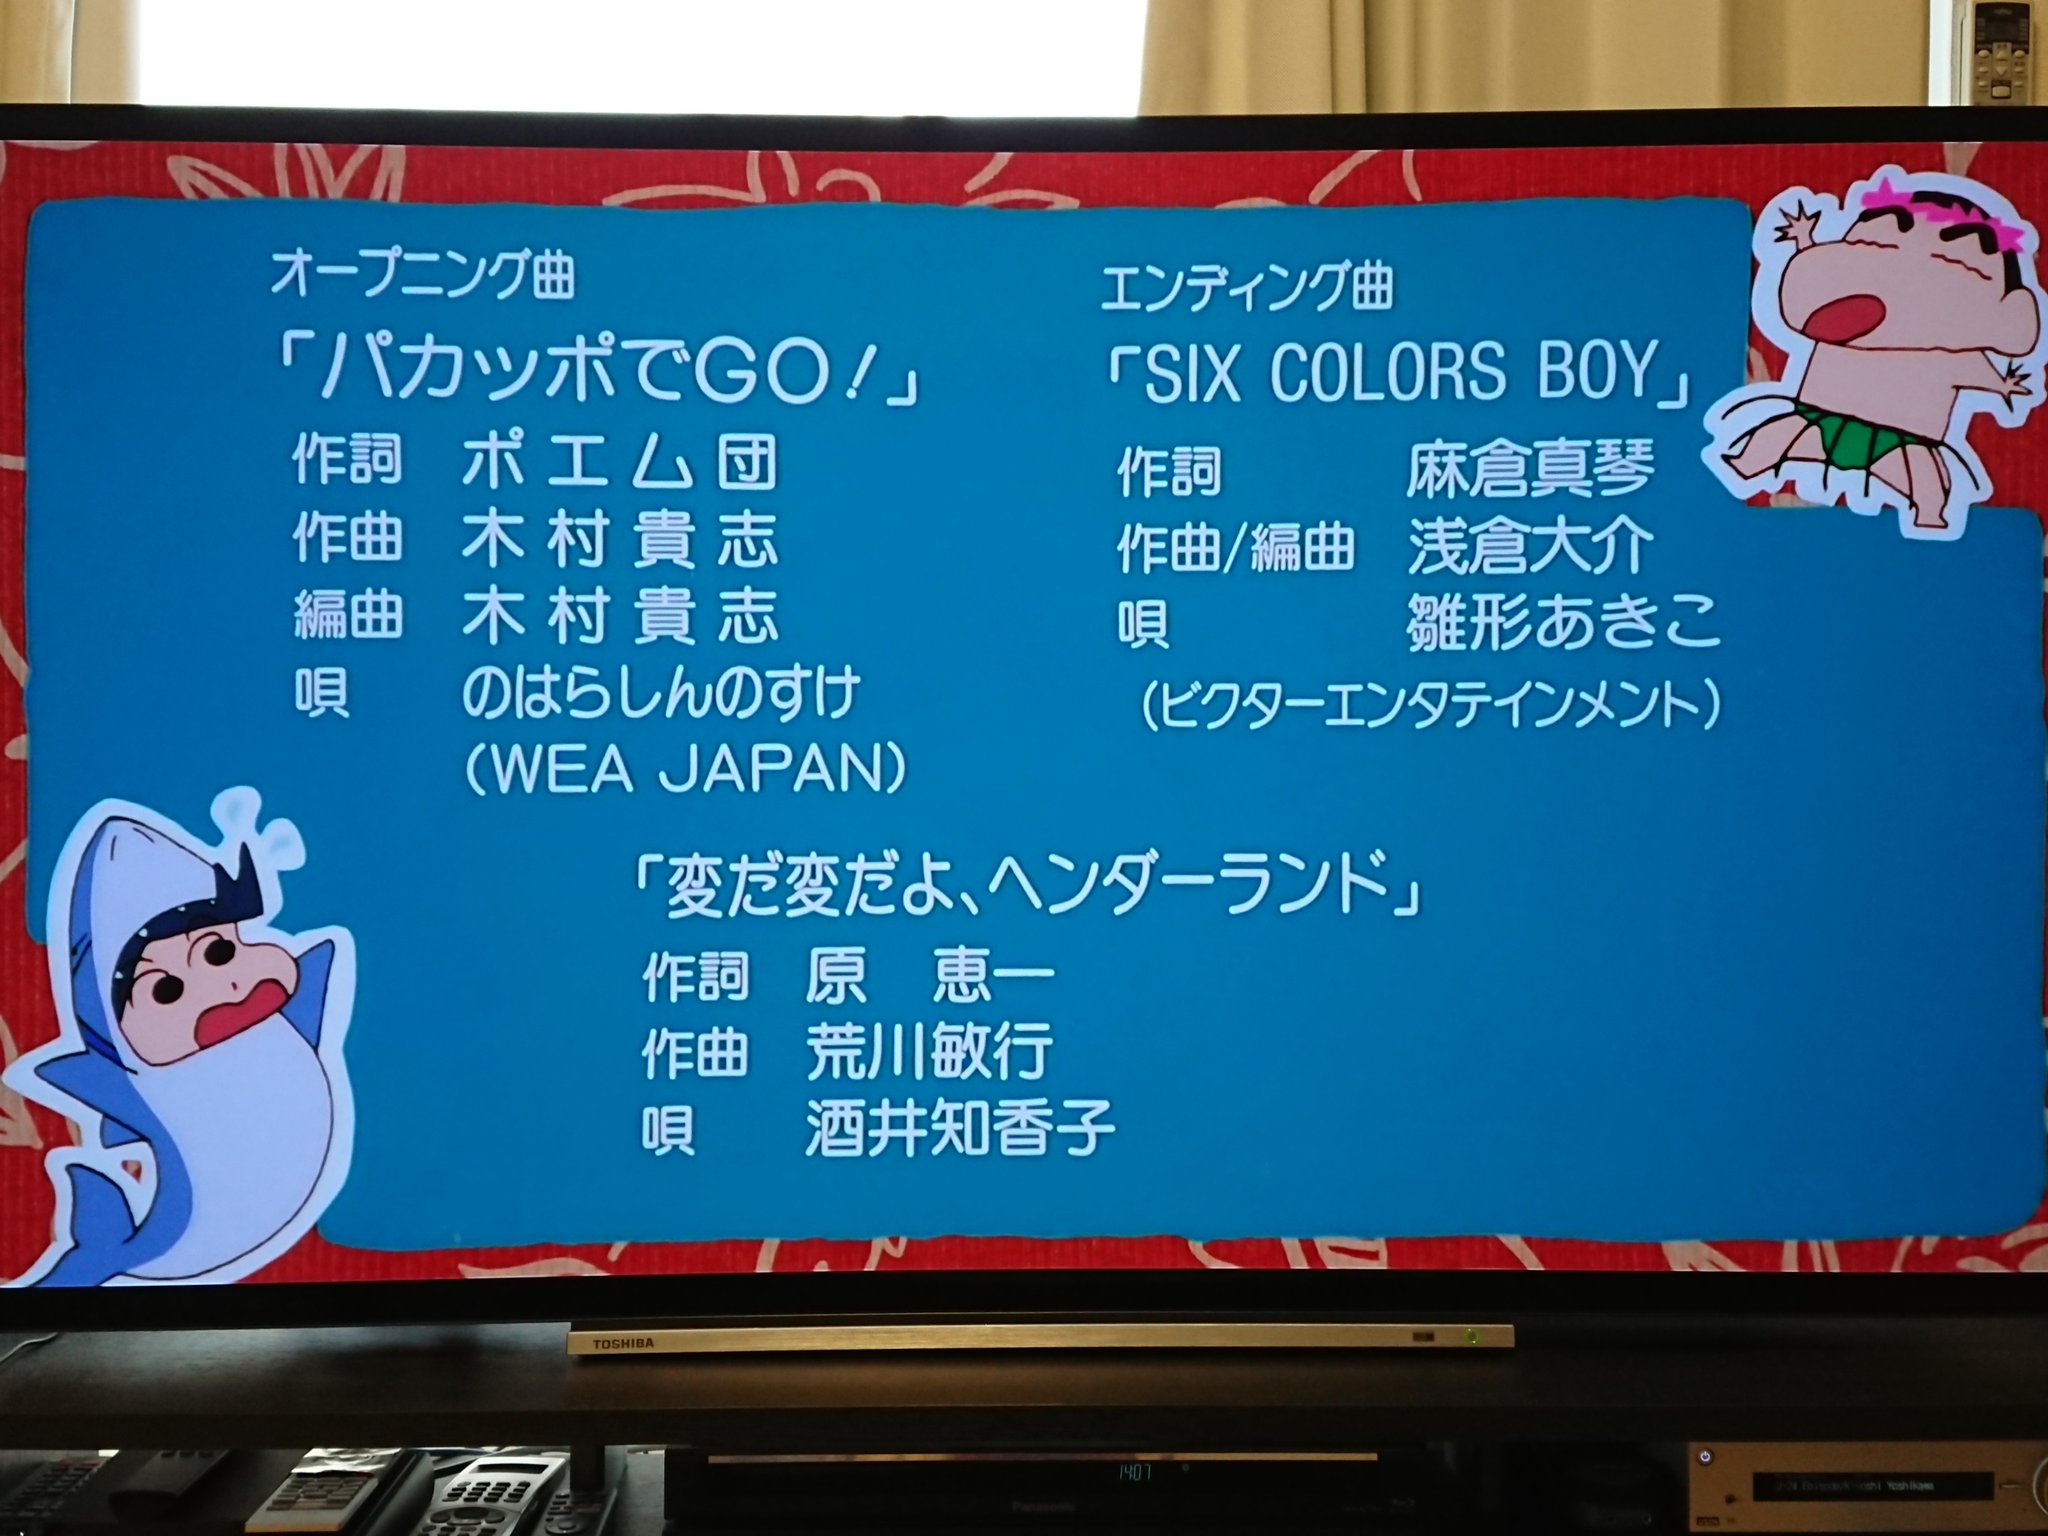 オープニング曲
「パカッポでGO!」
作詞 ポエム団
作曲 木村貴志
編曲 木村貴志
唄 のはらしんのすけ
(WEA JAPAN)
エンディング曲
「SIX COLORS BOY」
作詞 麻倉真琴
作曲/編曲 浅倉大介
唄 雛形あきこ
(ビクターエンタテインメント)
「変だ変だよ、ヘンダーランド」
作詞 原 恵一
作曲 荒川敏行
唄 酒井知香子
TOSHIBA
14:07
Panasonic
Yoshikawa